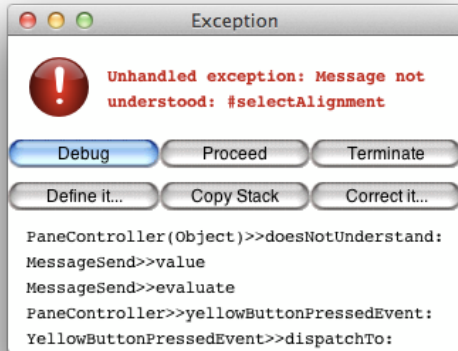 Exception
Unhandled exception: Message not
understood: #selectAlignment
Debug Proceed Terminate
Define it... Copy Stack Correct it...
PaneController(Object)>>doesNotUnderstand:
MessageSend>>value
MessageSend>>evaluate
PaneController>>yellowButtonPressedEvent:
YellowButtonPressedEvent>>dispatchTo: